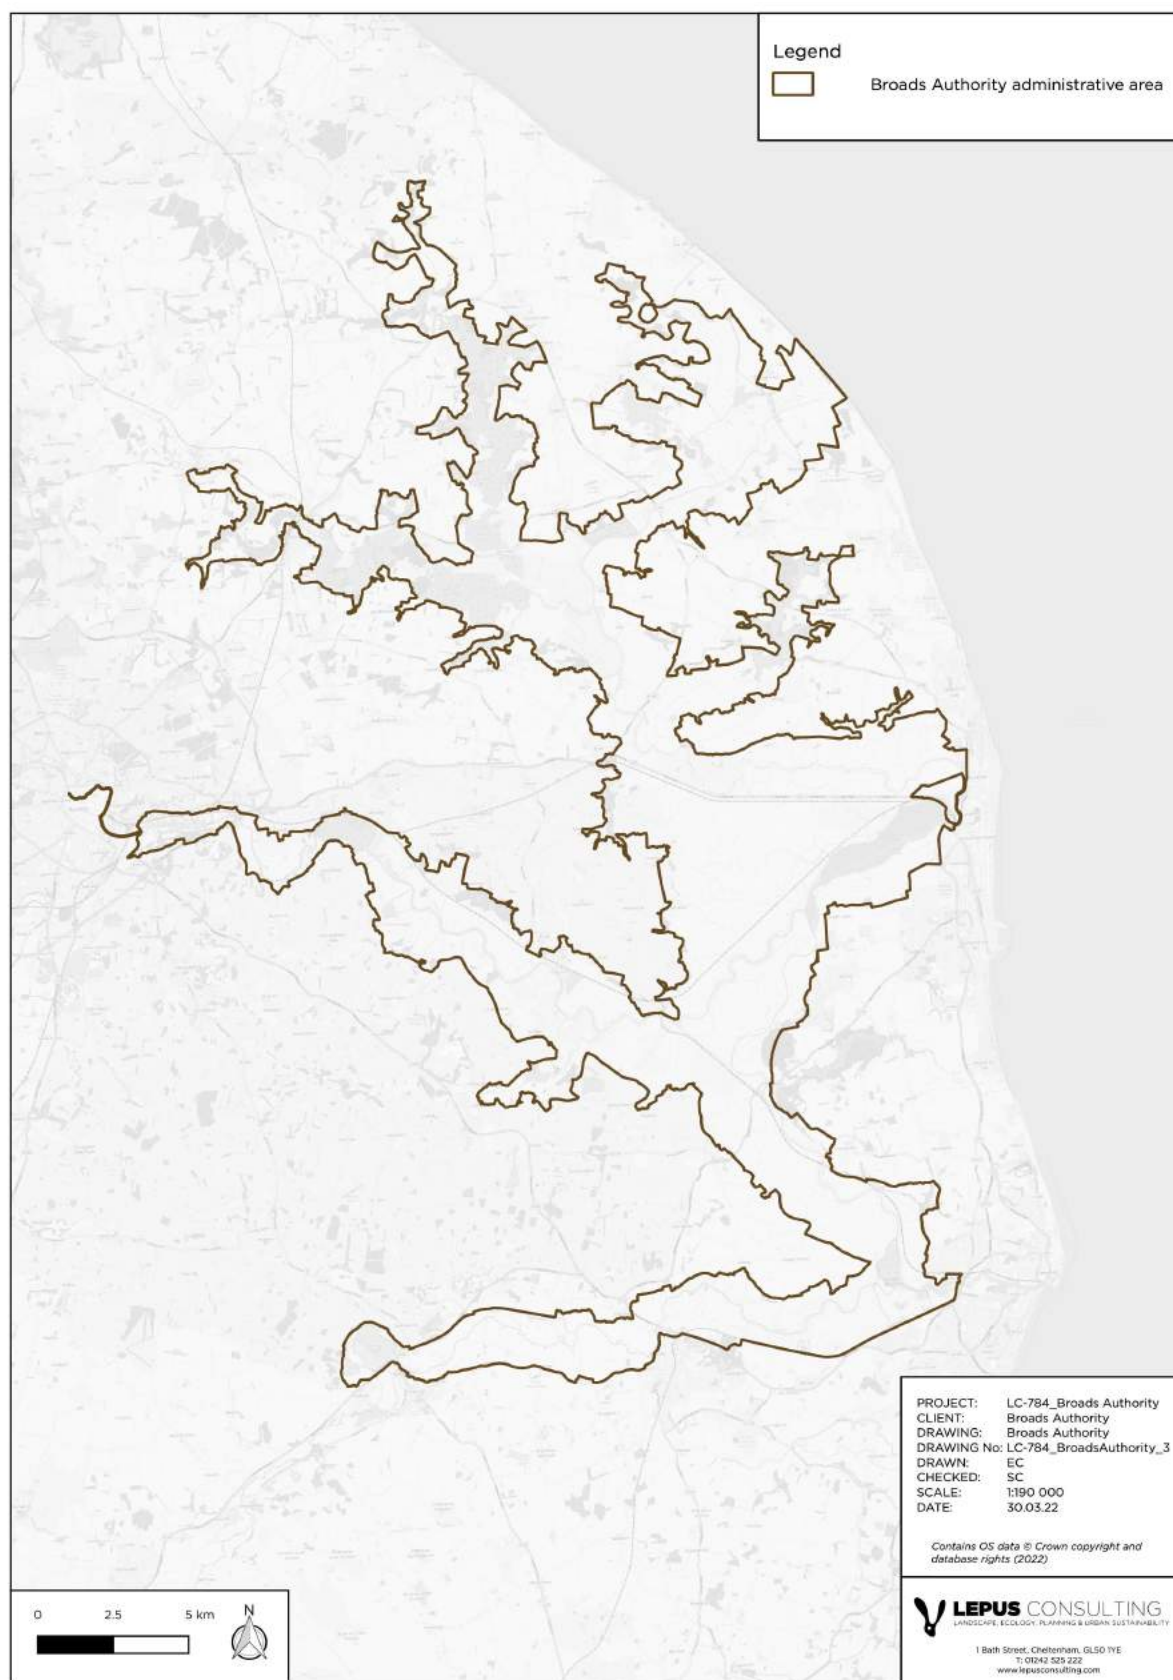 Legend
Broads Authority administrative area
PROJECT: LC-784_Broads Authority
CLIENT: Broads Authority
DRAWING: Broads Authority
DRAWING No: LC-784_BroadsAuthority_3
DRAWN: EC
CHECKED: SC
SCALE: 1:190 000
DATE: 30.03.22
Contains OS data © Crown copyright and
database rights (2022)
0 2.5 5 km N
LEPUS CONSULTING
LANDSCAPE, ECOLOGY, PLANNING & URBAN SUSTAINABILITY
1 Bath Street, Cheltenham, GL50 1YE
T: 01242 525 222
www.lepusconsulting.com